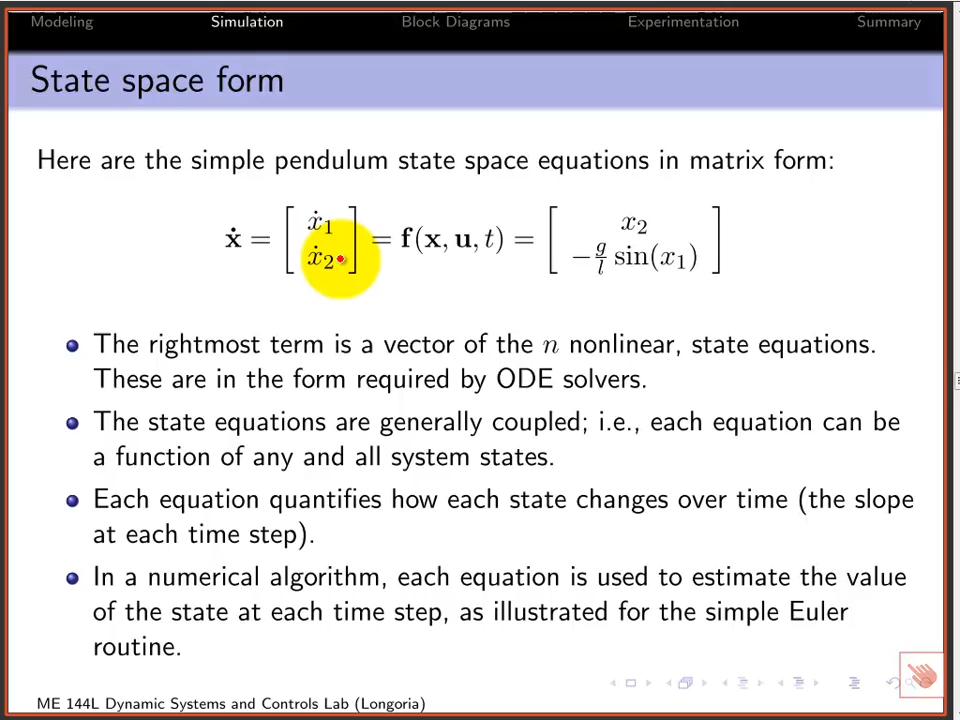 Modeling Simulation Block Diagrams Experimentation Summary
State space form
Here are the simple pendulum state space equations in matrix form:
ẋ = [ ẋ₁ ; ẋ₂ ] = f(x, u, t) = [ x₂ ; −g/l sin(x₁) ]
The rightmost term is a vector of the n nonlinear, state equations.
These are in the form required by ODE solvers.
The state equations are generally coupled; i.e., each equation can be
a function of any and all system states.
Each equation quantifies how each state changes over time (the slope
at each time step).
In a numerical algorithm, each equation is used to estimate the value
of the state at each time step, as illustrated for the simple Euler
routine.
ME 144L Dynamic Systems and Controls Lab (Longoria)